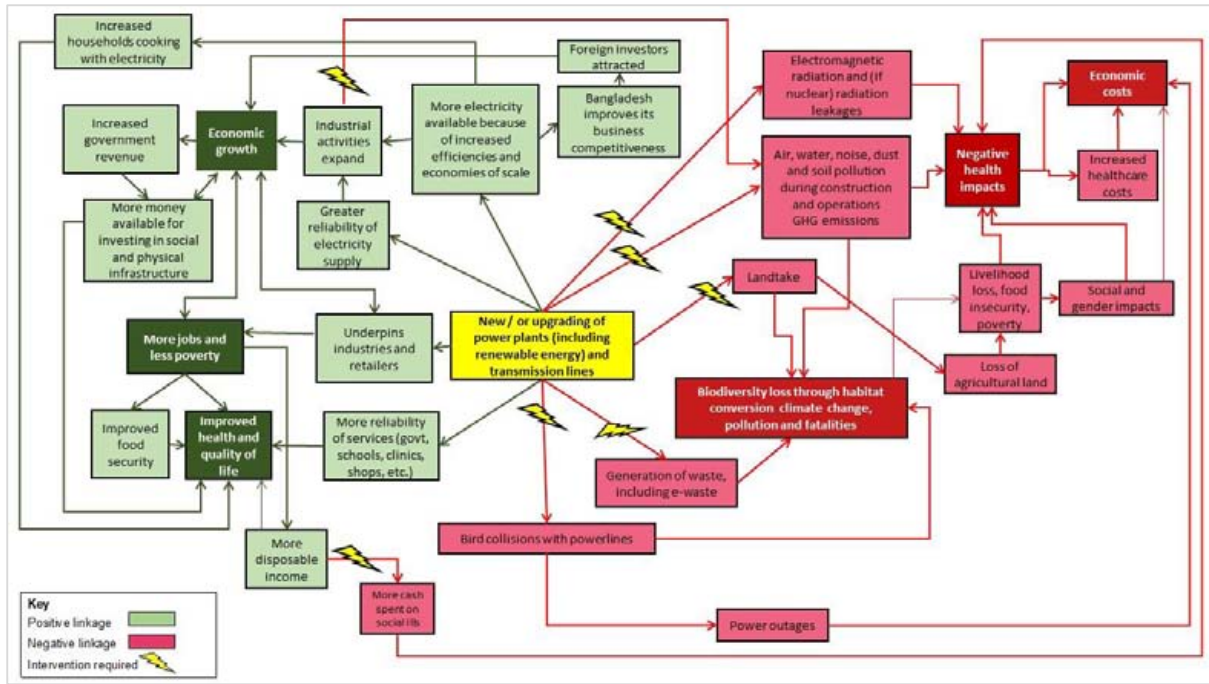 Increased
households cooking
with electricity
Foreign investors
attracted
Electromagnetic
radiation and (if
nuclear) radiation
leakages
Economic
costs
Increased
government
revenue
Economic
growth
Industrial
activities
expand
More electricity
available because
of increased
efficiencies and
economies of scale
Bangladesh
improves its
business
competitiveness
Air, water, noise, dust
and soil pollution
during construction
and operations
GHG emissions
Negative
health
impacts
Increased
healthcare
costs
More money
available for
investing in social
and physical
infrastructure
Greater
reliability of
electricity
supply
Landtake
Livelihood
loss, food
insecurity,
poverty
Social and
gender impacts
More jobs and
less poverty
Underpins
industries and
retailers
New / or upgrading of
power plants (including
renewable energy) and
transmission lines
Loss of
agricultural land
Biodiversity loss through habitat
conversion climate change,
pollution and fatalities
Improved
food
security
Improved
health and
quality of
life
More reliability
of services (govt,
schools, clinics,
shops, etc.)
Generation of waste,
including e-waste
More
disposable
income
Bird collisions with powerlines
More cash
spent on
social ills
Power outages
Key
Positive linkage
Negative linkage
Intervention required